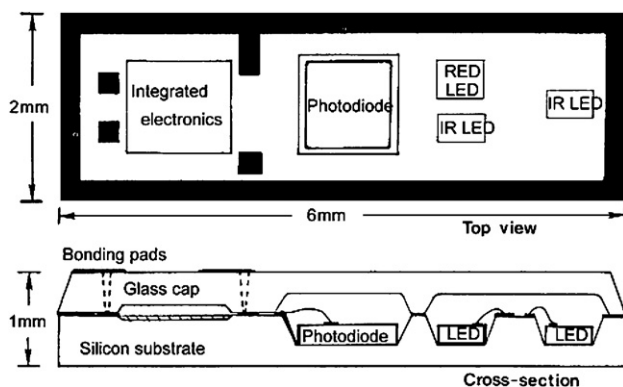 2mm
Integrated
electronics
Photodiode
RED
LED
IR LED
IR LED
6mm
Top view
Bonding pads
Glass cap
1mm
Silicon substrate
Photodiode
LED
LED
Cross-section